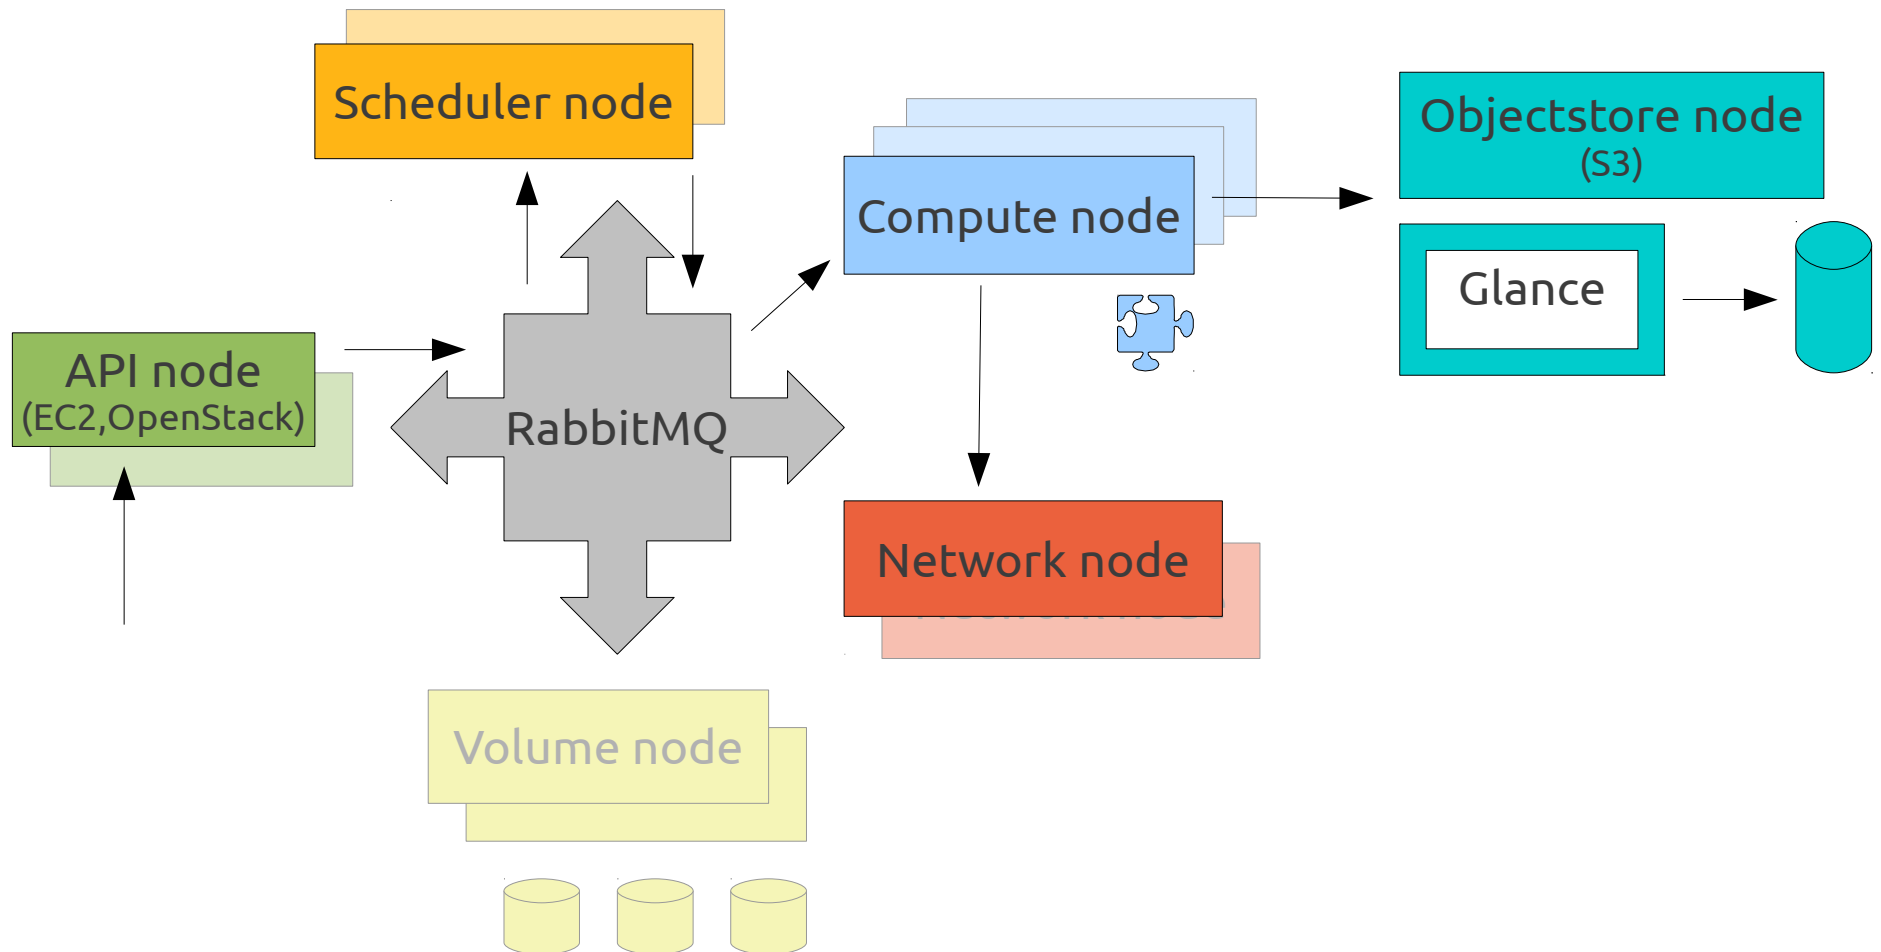 Scheduler node
Objectstore node
(S3)
Compute node
Glance
API node
(EC2,OpenStack)
RabbitMQ
Network node
Volume node